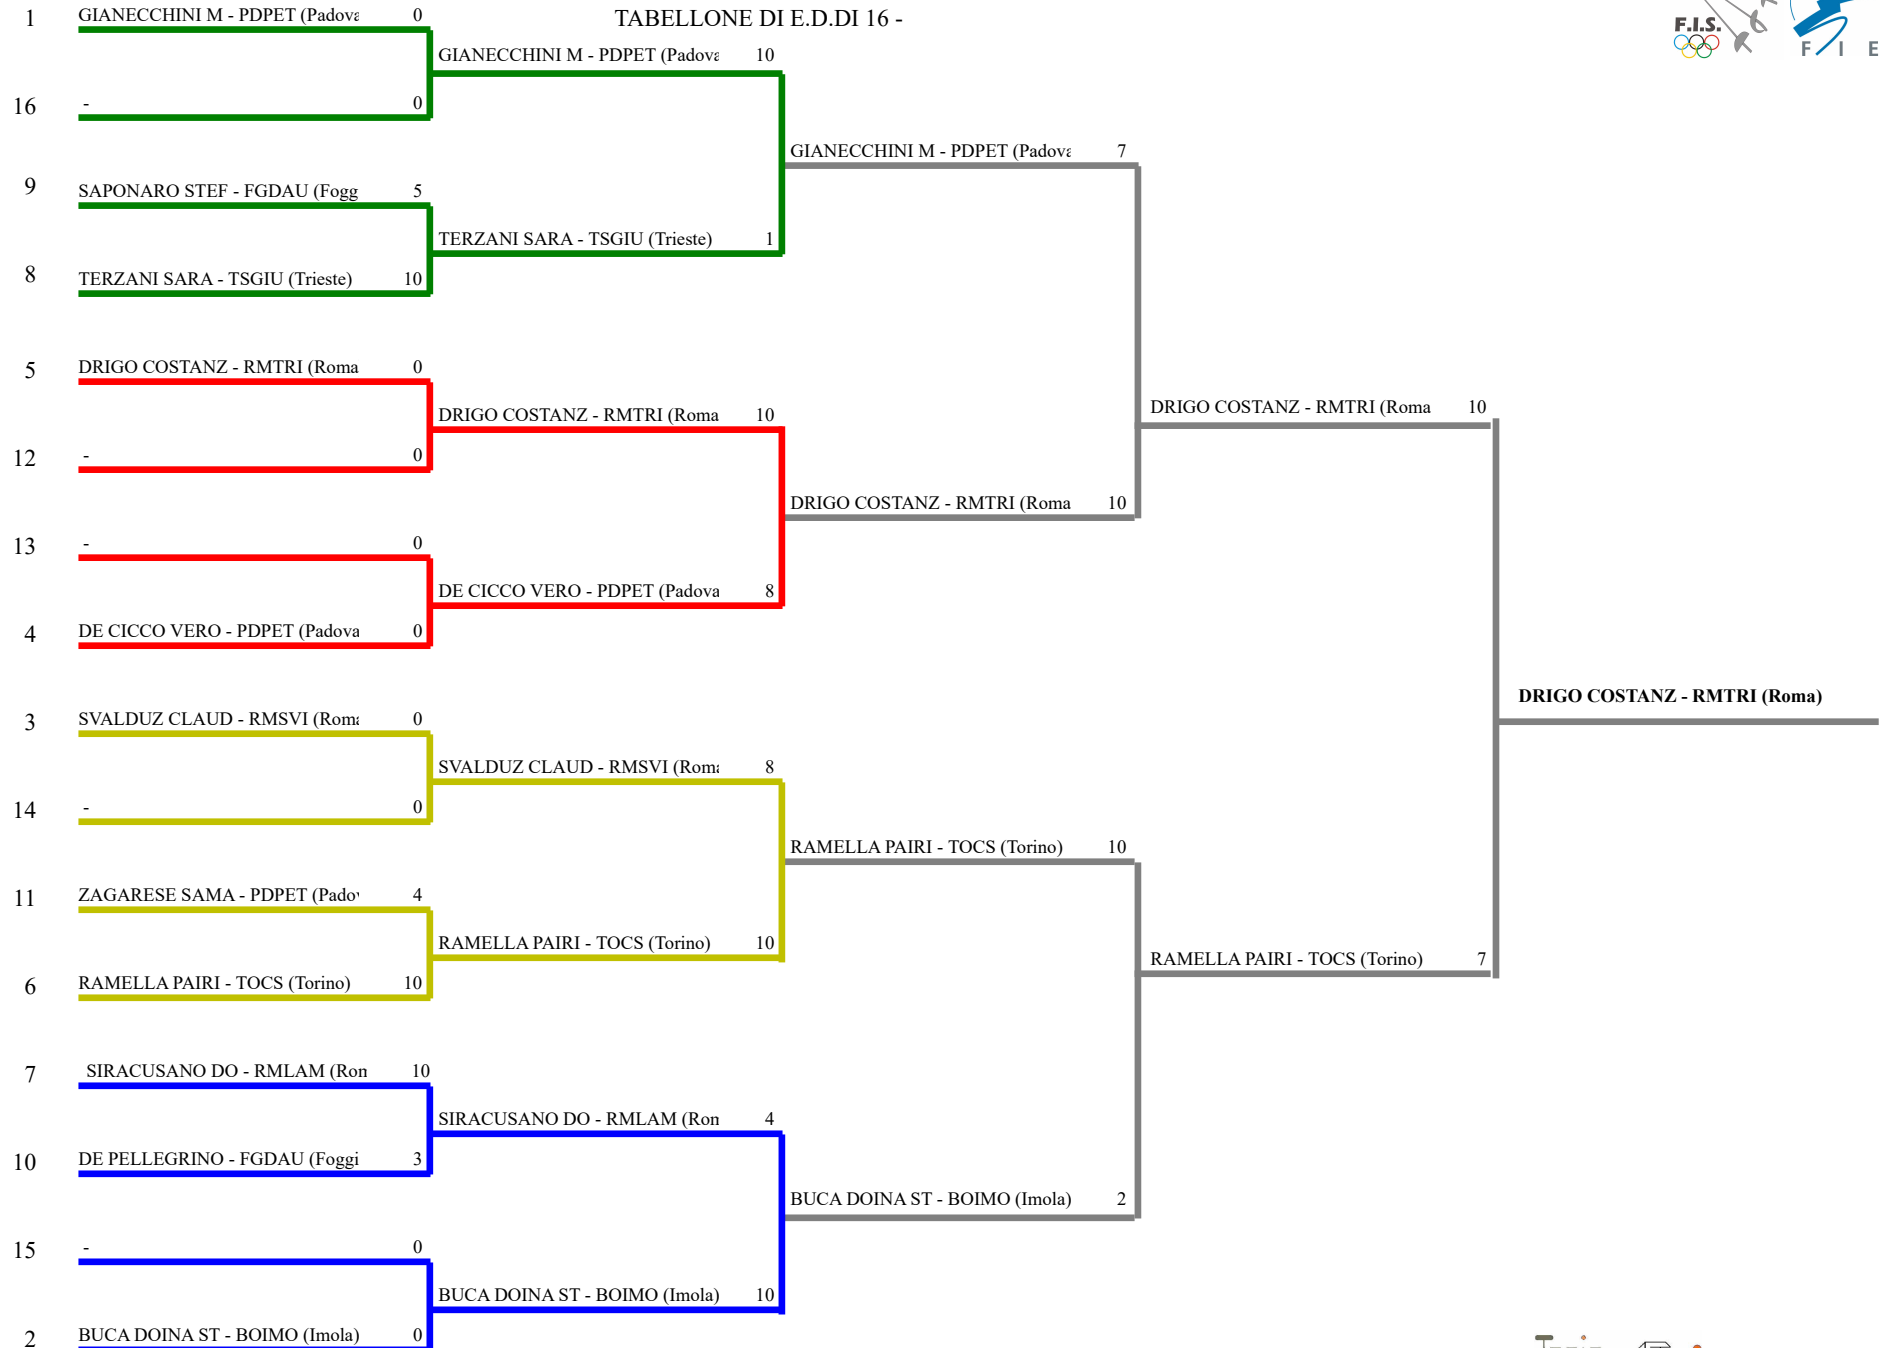 TABELLONE DI E.D.DI 16 -
F.I.S.
F I E
1 GIANECCHINI M - PDPET (Padova 0
GIANECCHINI M - PDPET (Padova 10
16 - 0
GIANECCHINI M - PDPET (Padova 7
9 SAPONARO STEF - FGDAU (Fogg 5
TERZANI SARA - TSGIU (Trieste) 1
8 TERZANI SARA - TSGIU (Trieste) 10
5 DRIGO COSTANZ - RMTRI (Roma 0
DRIGO COSTANZ - RMTRI (Roma 10
DRIGO COSTANZ - RMTRI (Roma 10
12 - 0
DRIGO COSTANZ - RMTRI (Roma 10
13 - 0
DE CICCO VERO - PDPET (Padova 8
4 DE CICCO VERO - PDPET (Padova 0
DRIGO COSTANZ - RMTRI (Roma)
3 SVALDUZ CLAUD - RMSVI (Roma 0
SVALDUZ CLAUD - RMSVI (Roma 8
14 - 0
RAMELLA PAIRI - TOCS (Torino) 10
11 ZAGARESE SAMA - PDPET (Padov 4
RAMELLA PAIRI - TOCS (Torino) 10
RAMELLA PAIRI - TOCS (Torino) 7
6 RAMELLA PAIRI - TOCS (Torino) 10
7 SIRACUSANO DO - RMLAM (Rom 10
SIRACUSANO DO - RMLAM (Rom 4
10 DE PELLEGRINO - FGDAU (Foggi 3
BUCA DOINA ST - BOIMO (Imola) 2
15 - 0
BUCA DOINA ST - BOIMO (Imola) 10
2 BUCA DOINA ST - BOIMO (Imola) 0